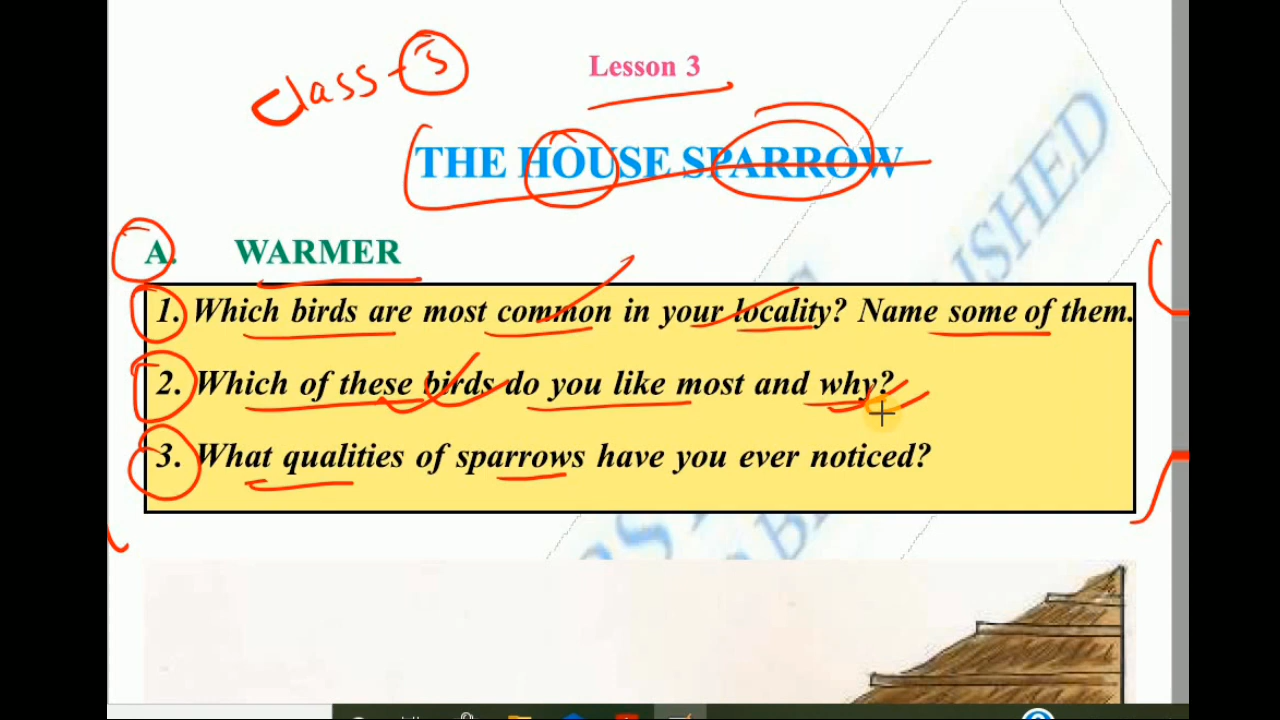 Class - 5
Lesson 3
THE HOUSE SPARROW
A. WARMER
1. Which birds are most common in your locality? Name some of them.
2. Which of these birds do you like most and why?
3. What qualities of sparrows have you ever noticed?
ISHED